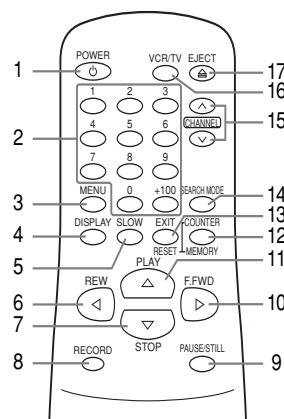 POWER VCR/TV EJECT
1 17
16
1 2 3
15
2 4 5 6 CHANNEL
7 8 9
MENU 0 +100 SEARCH MODE 14
3 13
DISPLAY SLOW EXIT COUNTER
4 12
RESET MEMORY
5 11
PLAY
REW F.FWD
6 10
7
STOP
RECORD PAUSE/STILL
8 9